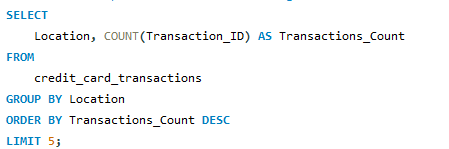 SELECT
    Location, COUNT(Transaction_ID) AS Transactions_Count
FROM
    credit_card_transactions
GROUP BY Location
ORDER BY Transactions_Count DESC
LIMIT 5;